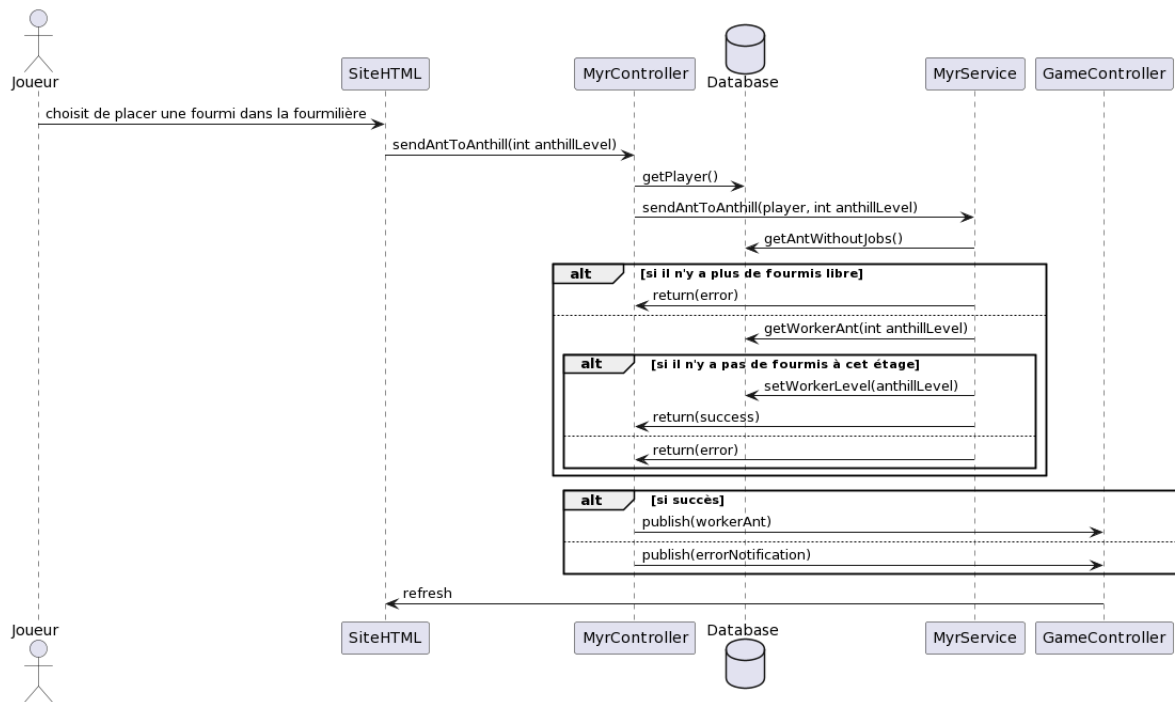 Joueur
SiteHTML
MyrController
Database
MyrService
GameController
choisit de placer une fourmi dans la fourmilière
sendAntToAnthill(int anthillLevel)
getPlayer()
sendAntToAnthill(player, int anthillLevel)
getAntWithoutJobs()
alt [si il n'y a plus de fourmis libre]
return(error)
getWorkerAnt(int anthillLevel)
alt [si il n'y a pas de fourmis à cet étage]
setWorkerLevel(anthillLevel)
return(success)
return(error)
alt [si succès]
publish(workerAnt)
publish(errorNotification)
refresh
Joueur
SiteHTML
MyrController
Database
MyrService
GameController